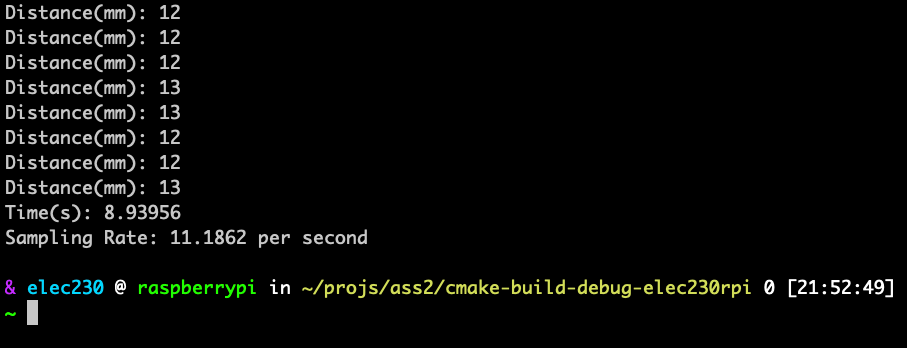 Distance(mm): 12
Distance(mm): 12
Distance(mm): 12
Distance(mm): 13
Distance(mm): 13
Distance(mm): 12
Distance(mm): 12
Distance(mm): 13
Time(s): 8.93956
Sampling Rate: 11.1862 per second
& elec230 @ raspberrypi in ~/projs/ass2/cmake-build-debug-elec230rpi 0 [21:52:49]
~